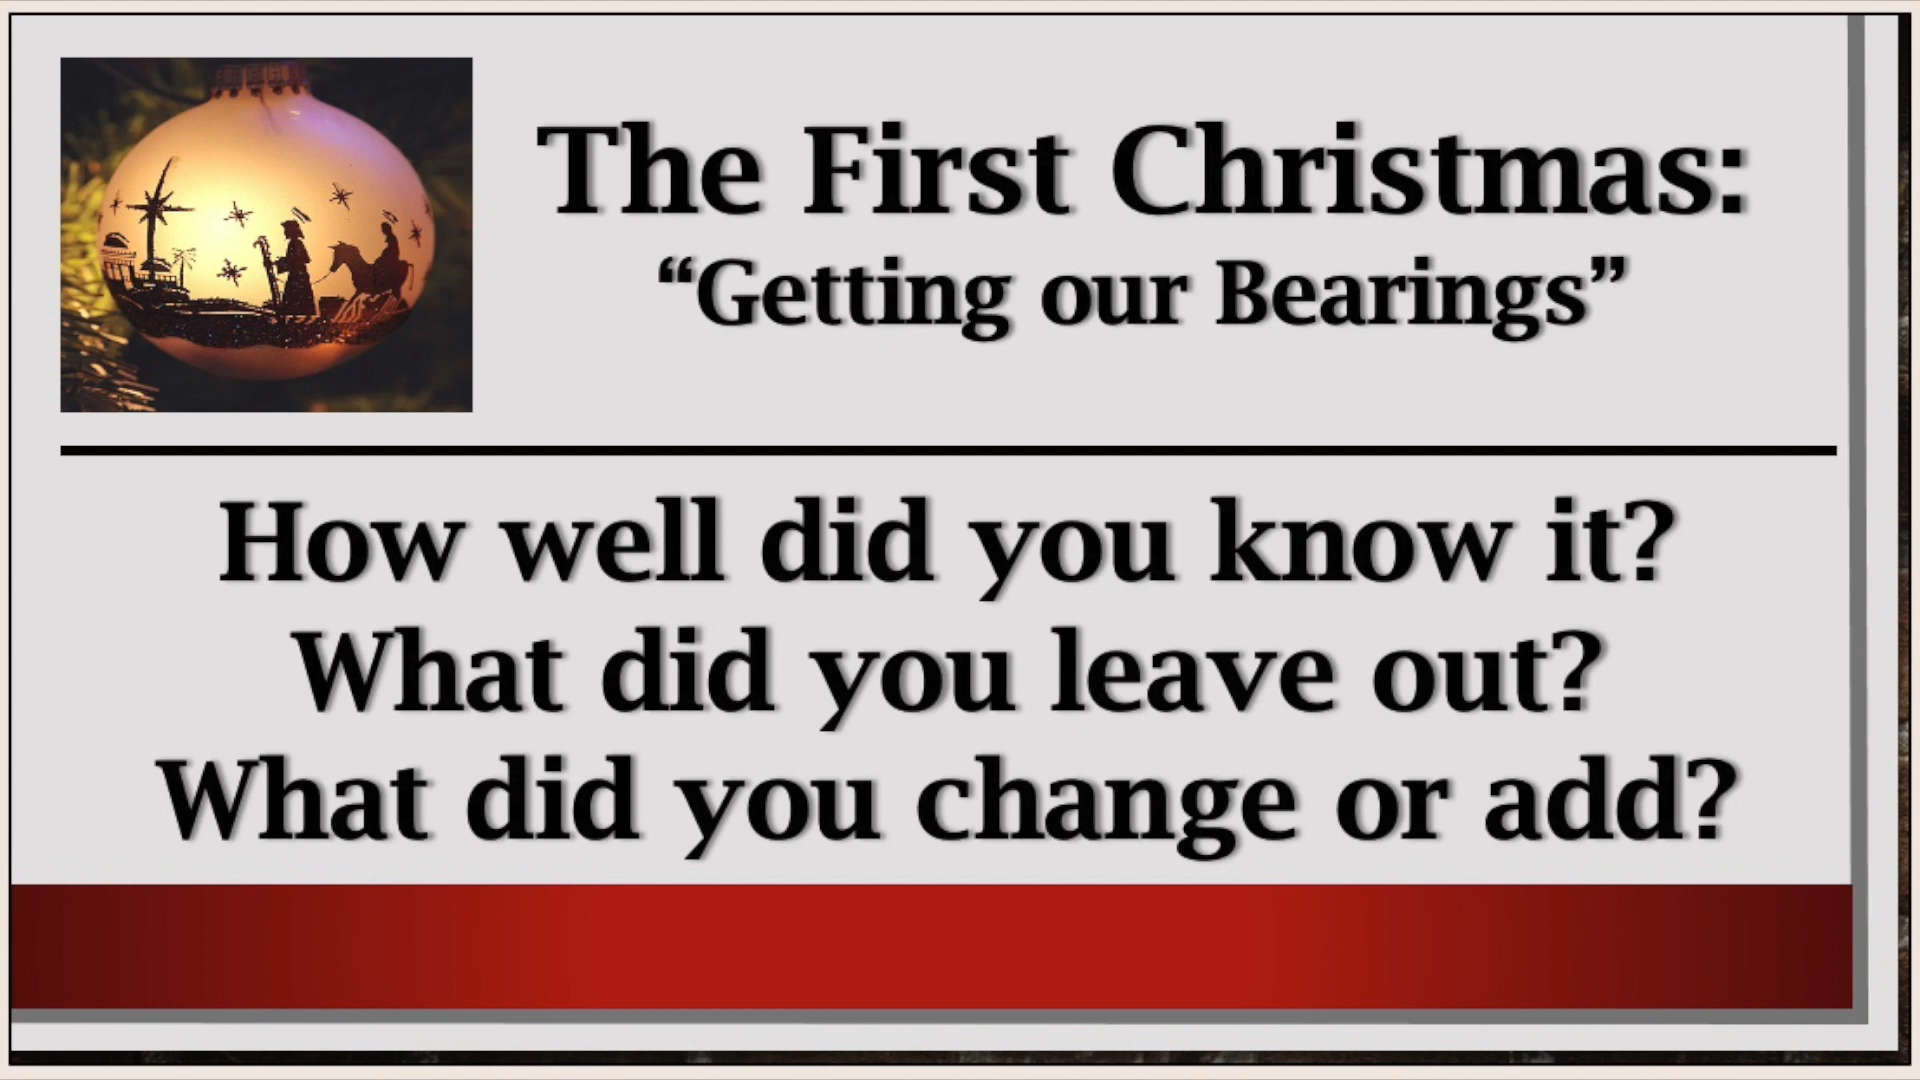 The First Christmas:
“Getting our Bearings”
How well did you know it?
What did you leave out?
What did you change or add?